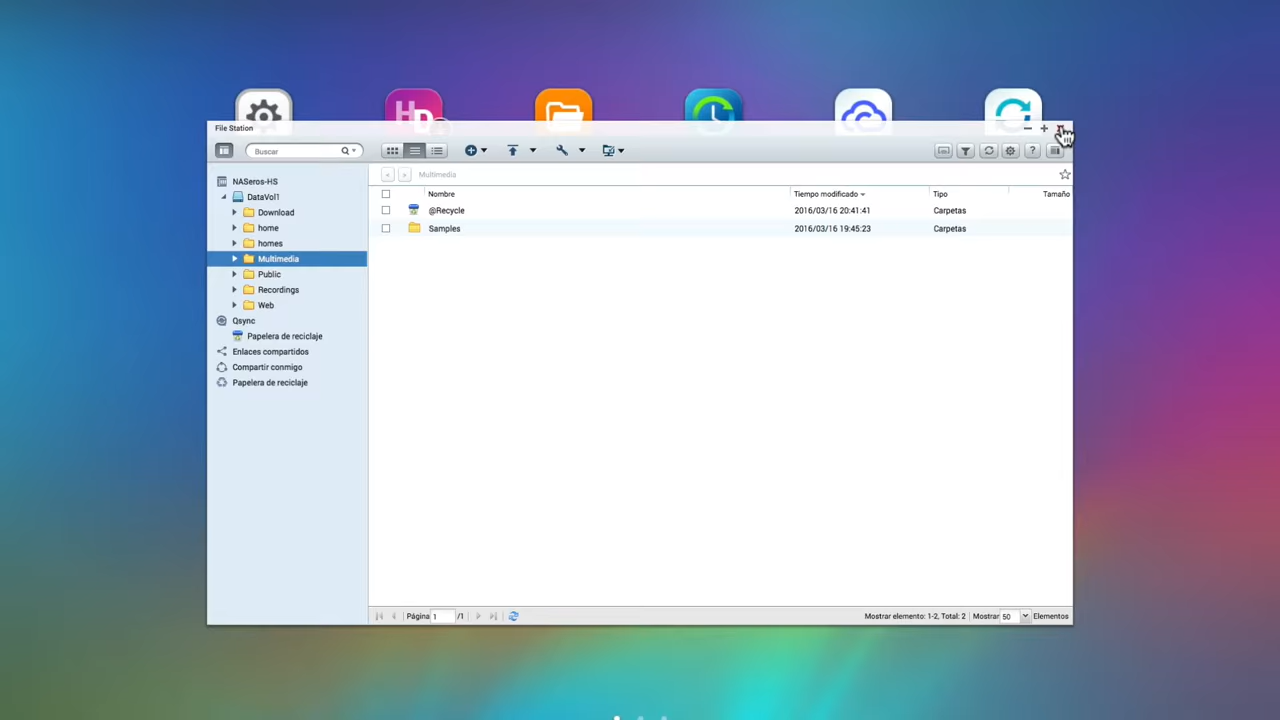 HD
File Station
Buscar
Multimedia
NASeros-HS
DataVol1
Download
home
homes
Multimedia
Public
Recordings
Web
Qsync
Papelera de reciclaje
Enlaces compartidos
Compartir conmigo
Papelera de reciclaje
Nombre Tiempo modificado Tipo Tamaño
@Recycle 2016/03/16 20:41:41 Carpetas
Samples 2016/03/16 19:45:23 Carpetas
Página 1 /1 Mostrar elemento: 1-2, Total: 2 Mostrar 50 Elementos